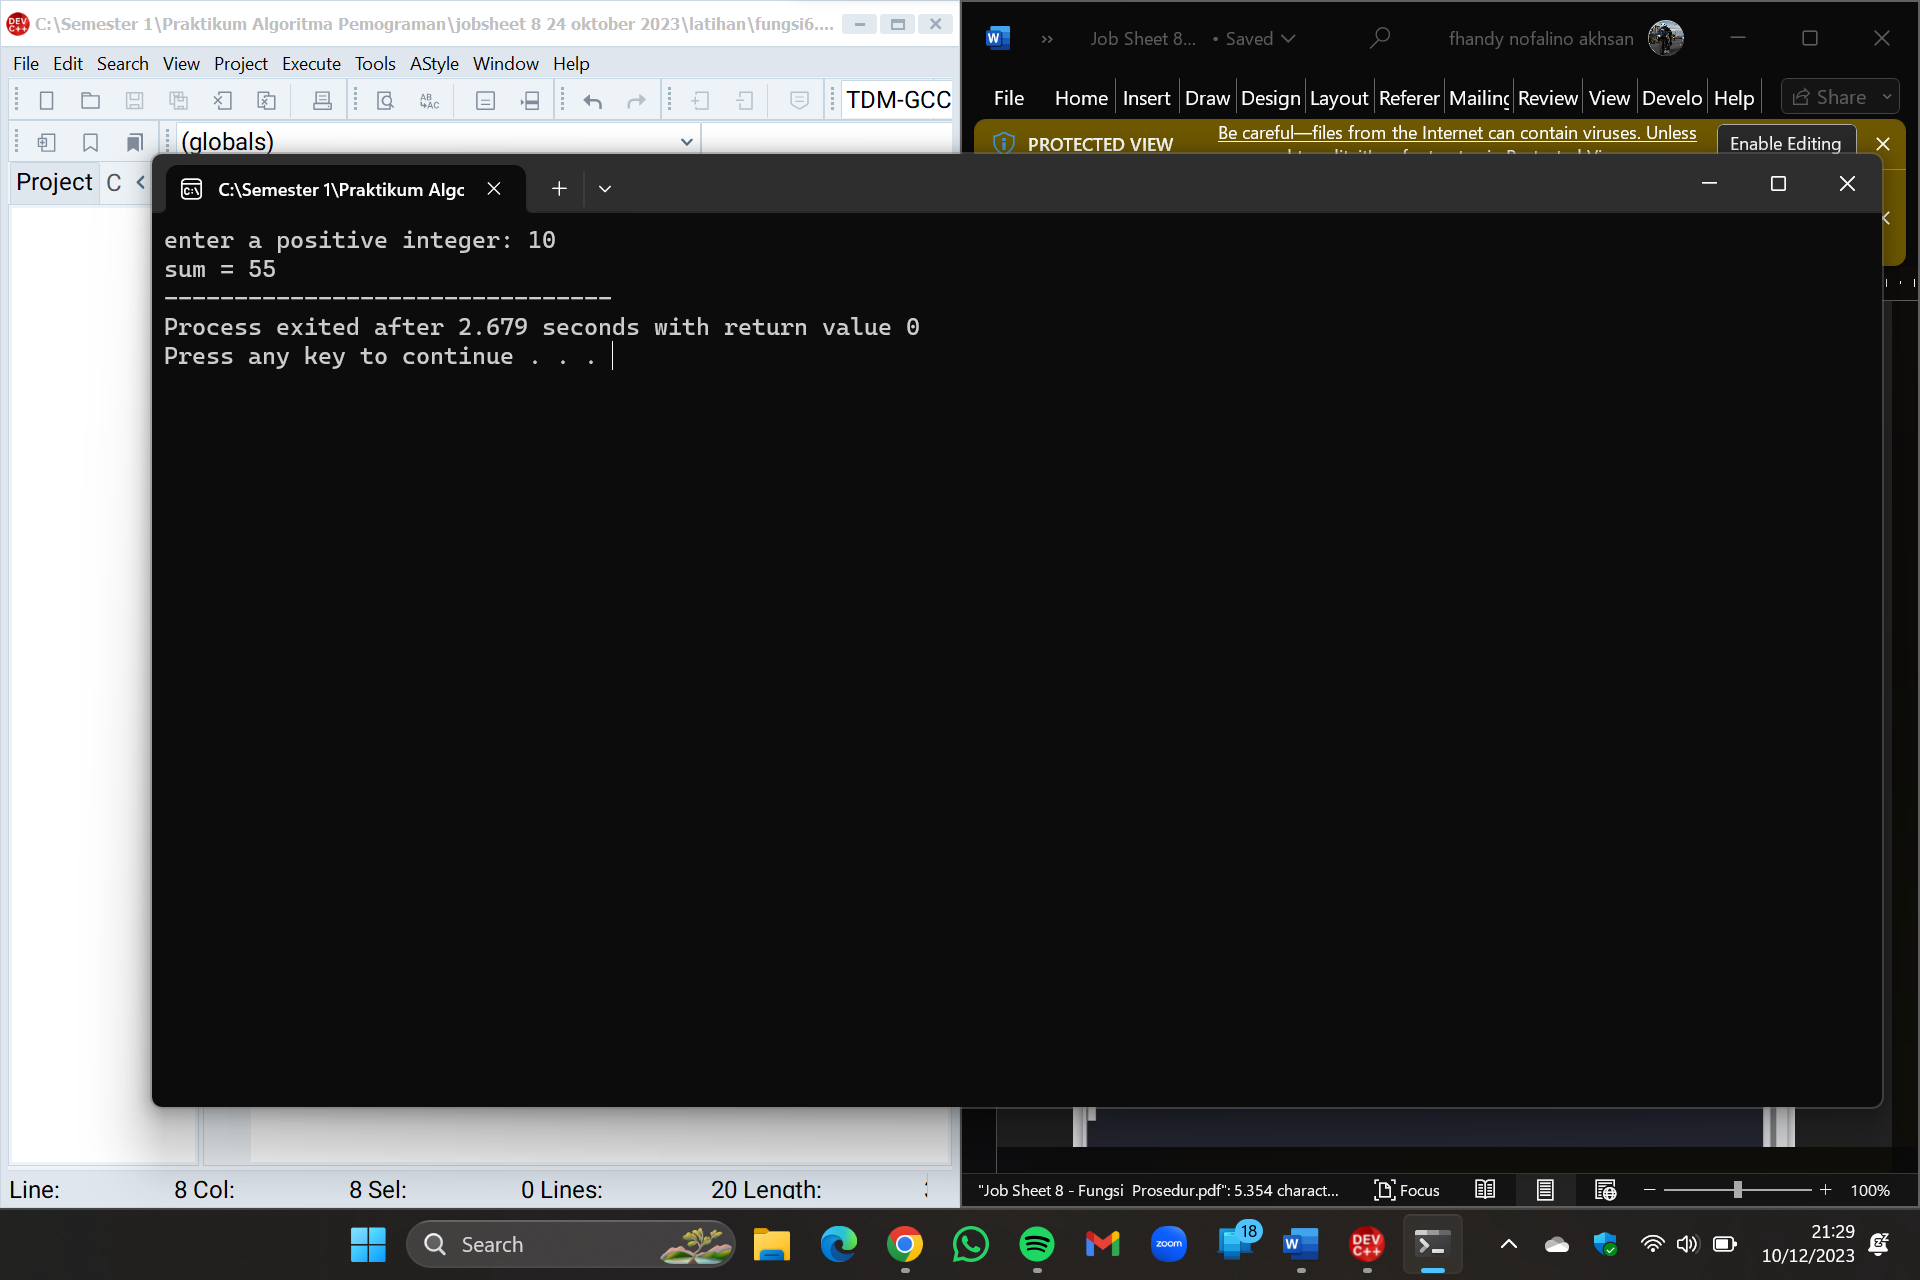 C:\Semester 1\Praktikum Algoritma Pemograman\jobsheet 8 24 oktober 2023\latihan\fungsi6....
File Edit Search View Project Execute Tools AStyle Window Help
TDM-GCC
(globals)
Project C
Line: 8 Col: 8 Sel: 0 Lines: 20 Length:
Job Sheet 8... • Saved
fhandy nofalino akhsan
File Home Insert Draw Design Layout Referer Mailing Review View Develo Help Share
PROTECTED VIEW Be careful—files from the Internet can contain viruses. Unless
Enable Editing
C:\Semester 1\Praktikum Algc
enter a positive integer: 10
sum = 55
--------------------------------
Process exited after 2.679 seconds with return value 0
Press any key to continue . . .
"Job Sheet 8 - Fungsi Prosedur.pdf": 5.354 charact... Focus 100%
Search
zoom
18
DEV C++
21:29
10/12/2023